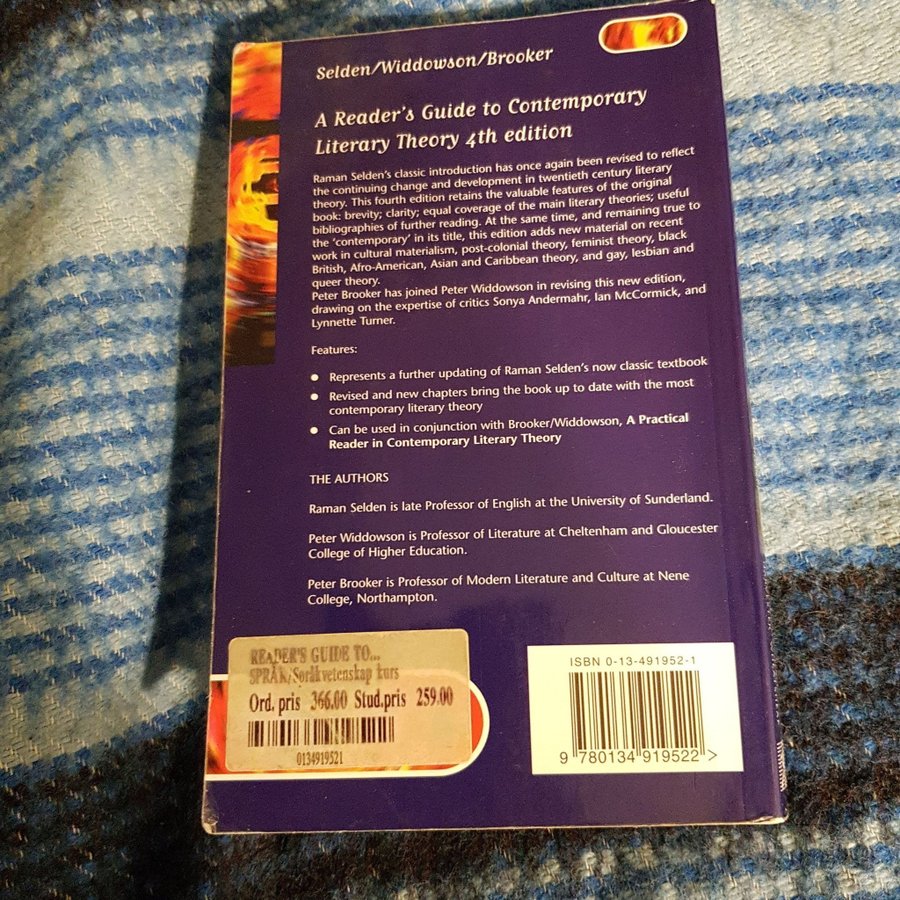 Selden/Widdowson/Brooker
A Reader's Guide to Contemporary
Literary Theory 4th edition
Raman Selden's classic introduction has once again been revised to reflect
the continuing change and development in twentieth century literary
theory. This fourth edition retains the valuable features of the original
book: brevity; clarity; equal coverage of the main literary theories; useful
bibliographies of further reading. At the same time, and remaining true to
the 'contemporary' in its title, this edition adds new material on recent
work in cultural materialism, post-colonial theory, feminist theory, black
British, Afro-American, Asian and Caribbean theory, and gay, lesbian and
queer theory.
Peter Brooker has joined Peter Widdowson in revising this new edition,
drawing on the expertise of critics Sonya Andermahr, Ian McCormick, and
Lynnette Turner.
Features:
● Represents a further updating of Raman Selden's now classic textbook
● Revised and new chapters bring the book up to date with the most
contemporary literary theory
● Can be used in conjunction with Brooker/Widdowson, A Practical
Reader in Contemporary Literary Theory
THE AUTHORS
Raman Selden is late Professor of English at the University of Sunderland.
Peter Widdowson is Professor of Literature at Cheltenham and Gloucester
College of Higher Education.
Peter Brooker is Professor of Modern Literature and Culture at Nene
College, Northampton.
READER'S GUIDE TO...
SPRÅK/Språkvetenskap kurs
Ord. pris 366.00 Stud.pris 259.00
0134919521
ISBN 0-13-491952-1
9 780134 919522 >